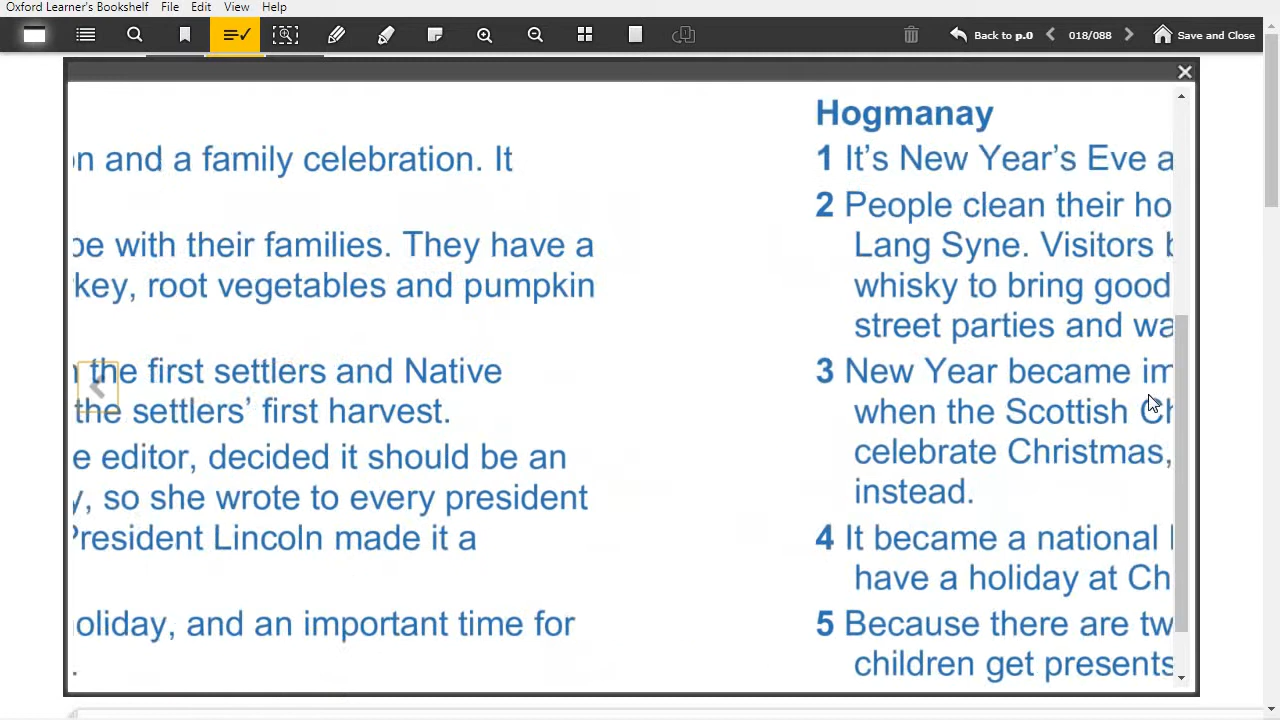 Oxford Learner's Bookshelf File Edit View Help
Back to p.0 018/088 Save and Close
on and a family celebration. It
be with their families. They have a
rkey, root vegetables and pumpkin
the first settlers and Native
the settlers' first harvest.
e editor, decided it should be an
y, so she wrote to every president
President Lincoln made it a
oliday, and an important time for
.
Hogmanay
1 It's New Year's Eve a
2 People clean their ho
Lang Syne. Visitors b
whisky to bring good
street parties and wa
3 New Year became im
when the Scottish Ch
celebrate Christmas,
instead.
4 It became a national
have a holiday at Ch
5 Because there are tw
children get presents